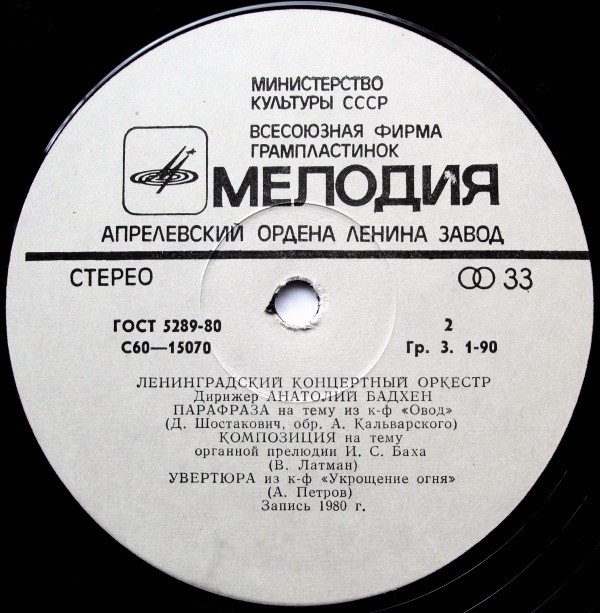 МИНИСТЕРСТВО
КУЛЬТУРЫ СССР
ВСЕСОЮЗНАЯ ФИРМА
ГРАМПЛАСТИНОК
МЕЛОДИЯ
АПРЕЛЕВСКИЙ ОРДЕНА ЛЕНИНА ЗАВОД
СТЕРЕО 33
ГОСТ 5289-80 2
С60—15070 Гр. 3. 1-90
ЛЕНИНГРАДСКИЙ КОНЦЕРТНЫЙ ОРКЕСТР
Дирижер АНАТОЛИЙ БАДХЕН
ПАРАФРАЗА на тему из к-ф «Овод»
(Д. Шостакович, обр. А. Кальварского)
КОМПОЗИЦИЯ на тему
органной прелюдии И. С. Баха
(В. Латман)
УВЕРТЮРА из к-ф «Укрощение огня»
(А. Петров)
Запись 1980 г.